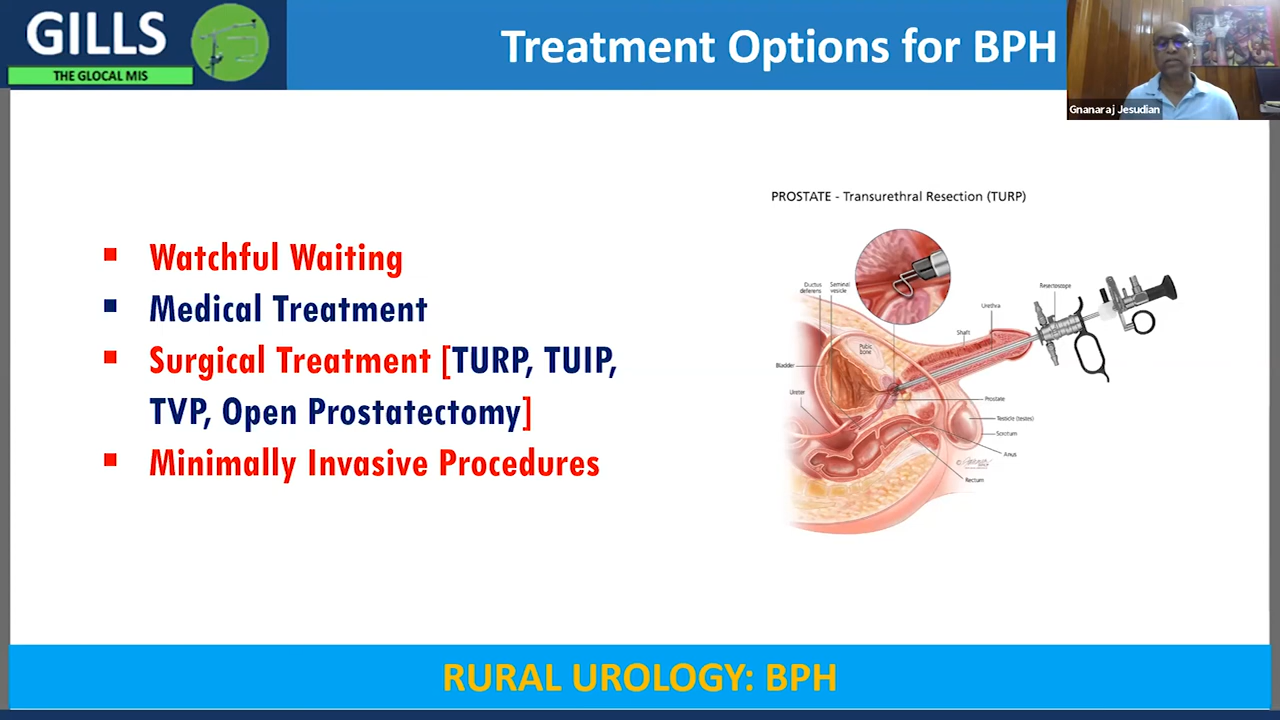 GILLS
THE GLOCAL MIS
Treatment Options for BPH
Gnanaraj Jesudian
▪ Watchful Waiting
▪ Medical Treatment
▪ Surgical Treatment [TURP, TUIP,
TVP, Open Prostatectomy]
▪ Minimally Invasive Procedures
PROSTATE - Transurethral Resection (TURP)
Ductus
deferens
Seminal
vesicle
Resectoscope
Urethra
Shaft
Pubic
bone
Bladder
Ureter
Prostate
Testicle (testes)
Scrotum
Anus
Rectum
RURAL UROLOGY: BPH